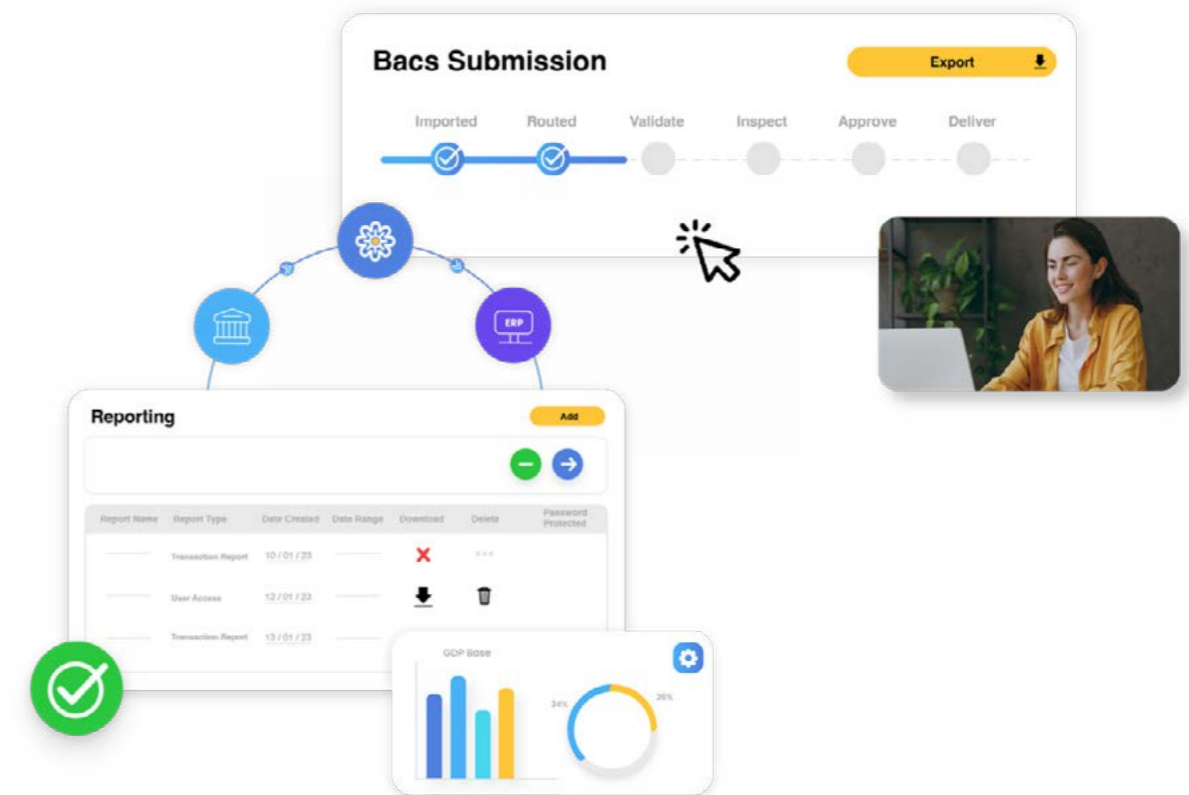 Bacs Submission
Export
Imported Routed Validate Inspect Approve Deliver
ERP
Reporting
Add
Report Name Report Type Date Created Date Range Download Delete Password Protected
Transaction Report 10 / 01 / 23
User Access 12 / 01 / 23
Transaction Report 13 / 01 / 23
GDP Base
34% 26%